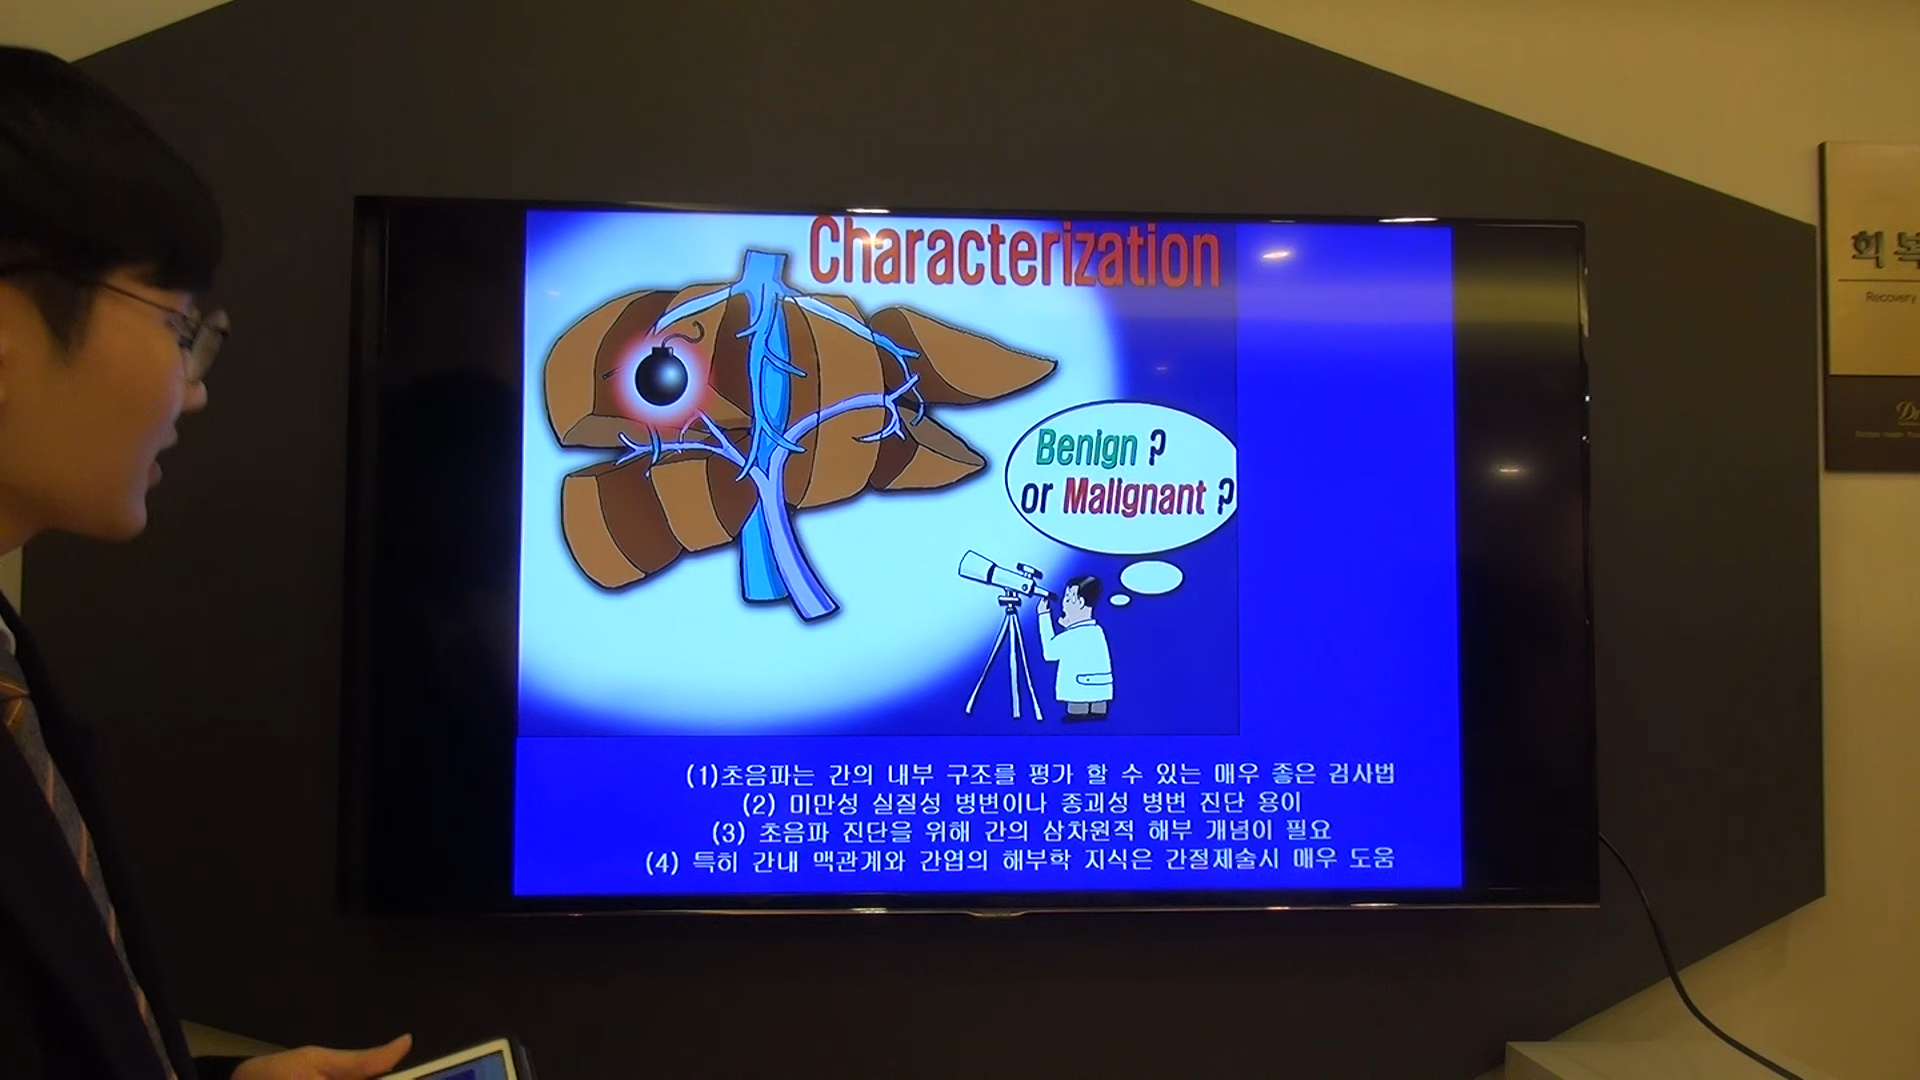 Characterization
Benign ?
or Malignant ?
(1)초음파는 간의 내부 구조를 평가 할 수 있는 매우 좋은 검사법
(2) 미만성 실질성 병변이나 종괴성 병변 진단 용이
(3) 초음파 진단을 위해 간의 삼차원적 해부 개념이 필요
(4) 특히 간내 맥관계와 간엽의 해부학 지식은 간절제술시 매우 도움
회
Recovery